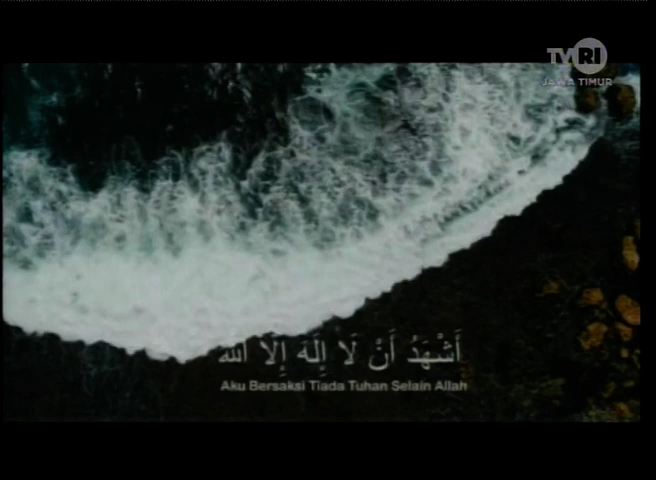 TVRI
JAWA TIMUR
أَشْهَدُ أَنْ لَا إِلَهَ إِلَّا اللهُ
Aku Bersaksi Tiada Tuhan Selain Allah